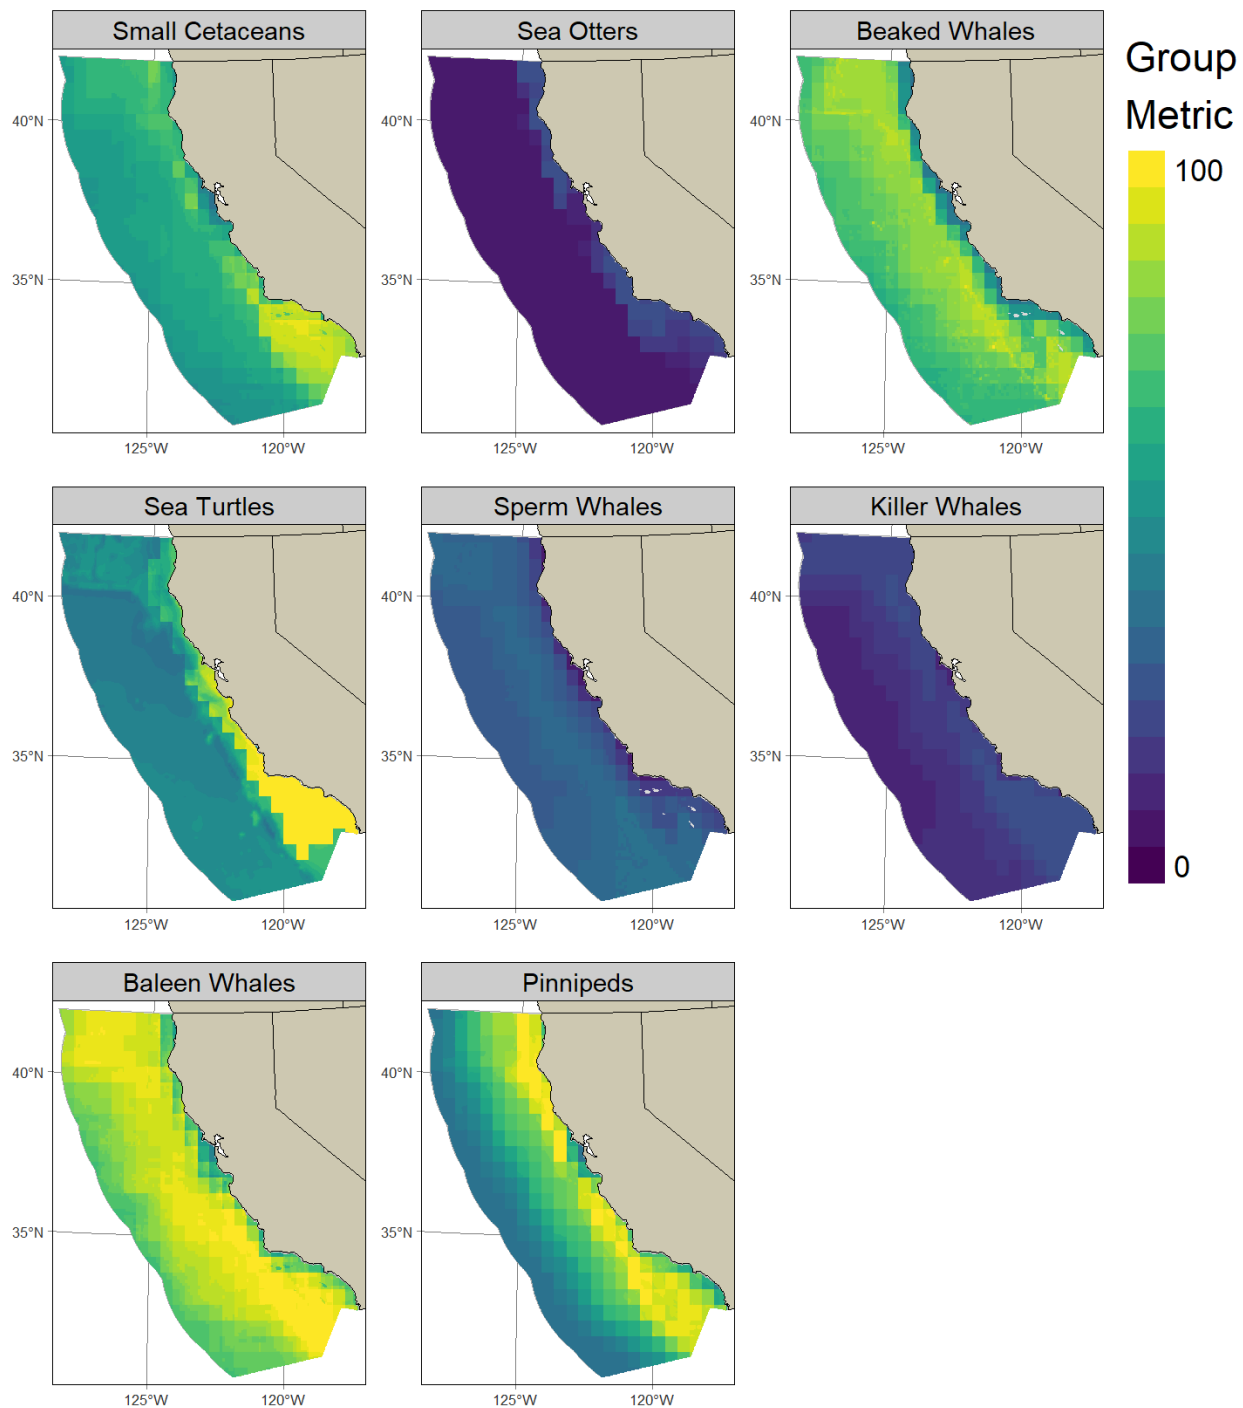 Small Cetaceans
Sea Otters
Beaked Whales
Group
Metric
100
0
40°N
35°N
125°W
120°W
125°W
120°W
40°N
35°N
125°W
120°W
Sea Turtles
Sperm Whales
Killer Whales
40°N
35°N
125°W
120°W
40°N
35°N
125°W
120°W
40°N
35°N
125°W
120°W
Baleen Whales
Pinnipeds
40°N
35°N
125°W
120°W
40°N
35°N
125°W
120°W
40°N
35°N